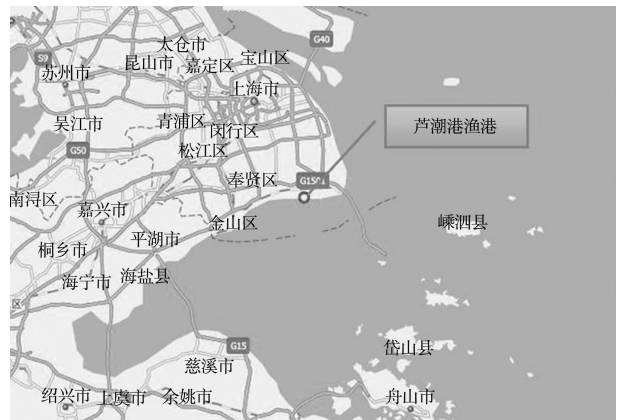 太仓市
G40
S9
昆山市 嘉定区 宝山区
苏州市
上海市
吴江市
青浦区
闵行区
芦潮港渔港
G50
松江区
奉贤区
南浔区
嘉兴市
金山区
嵊泗县
平湖市
桐乡市
海宁市 海盐县
G15
岱山县
慈溪市
绍兴市 上虞市 余姚市
舟山市